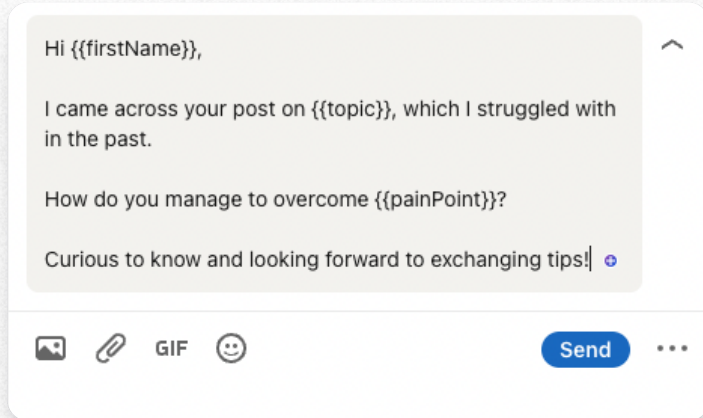 Hi {{firstName}},
I came across your post on {{topic}}, which I struggled with
in the past.
How do you manage to overcome {{painPoint}}?
Curious to know and looking forward to exchanging tips!
GIF
Send